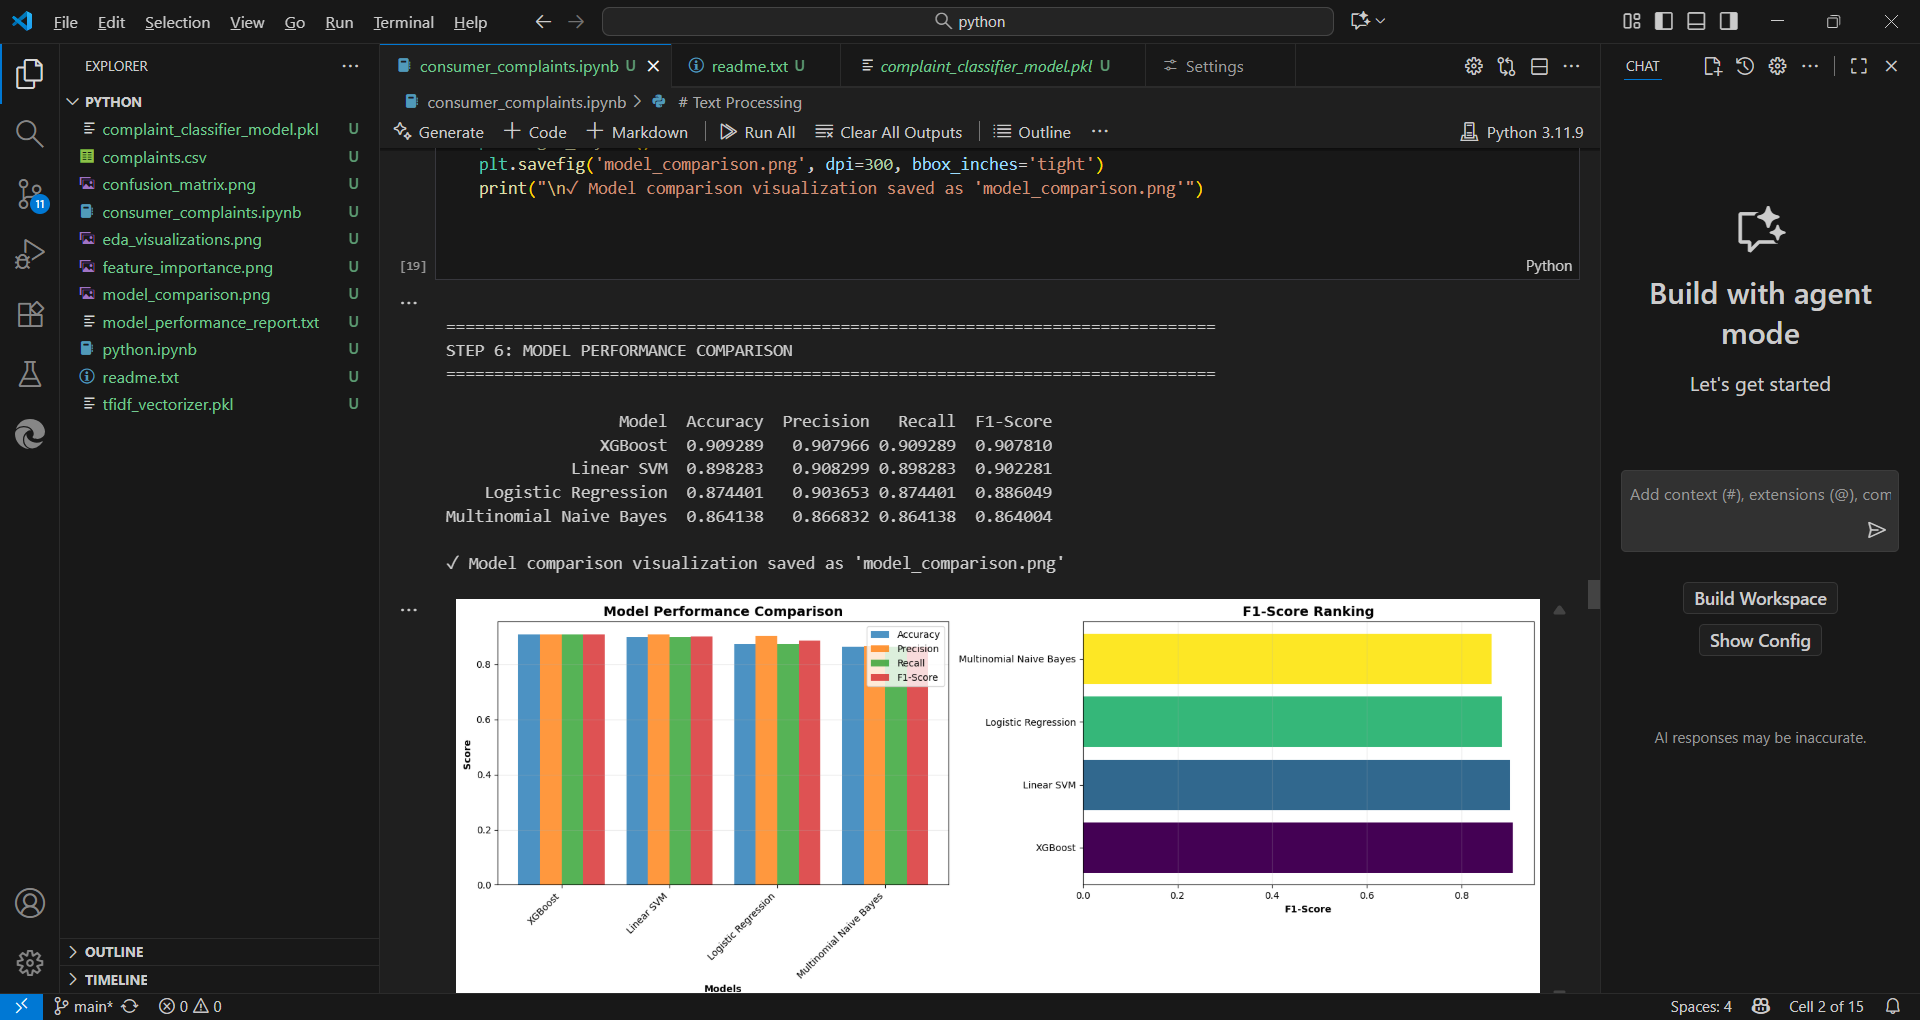 File Edit Selection View Go Run Terminal Help
python
EXPLORER
PYTHON
complaint_classifier_model.pkl U
complaints.csv U
confusion_matrix.png U
consumer_complaints.ipynb U
eda_visualizations.png U
feature_importance.png U
model_comparison.png U
model_performance_report.txt U
python.ipynb U
readme.txt U
tfidf_vectorizer.pkl U
11
OUTLINE
TIMELINE
consumer_complaints.ipynb U
readme.txt U
complaint_classifier_model.pkl U
Settings
consumer_complaints.ipynb > # Text Processing
Generate + Code + Markdown Run All Clear All Outputs Outline
Python 3.11.9
plt.savefig('model_comparison.png', dpi=300, bbox_inches='tight')
print("\n✓ Model comparison visualization saved as 'model_comparison.png'")
[19]
Python
================================================================================
STEP 6: MODEL PERFORMANCE COMPARISON
================================================================================
Model Accuracy Precision Recall F1-Score
XGBoost 0.909289 0.907966 0.909289 0.907810
Linear SVM 0.898283 0.908299 0.898283 0.902281
Logistic Regression 0.874401 0.903653 0.874401 0.886049
Multinomial Naive Bayes 0.864138 0.866832 0.864138 0.864004
✓ Model comparison visualization saved as 'model_comparison.png'
Model Performance Comparison
Accuracy
Precision
Recall
F1-Score
Score
0.8
0.6
0.4
0.2
0.0
XGBoost
Linear SVM
Logistic Regression
Multinomial Naive Bayes
Models
F1-Score Ranking
Multinomial Naive Bayes
Logistic Regression
Linear SVM
XGBoost
0.0 0.2 0.4 0.6 0.8
F1-Score
CHAT
Build with agent
mode
Let's get started
Add context (#), extensions (@), com
Build Workspace
Show Config
AI responses may be inaccurate.
main* 0 0
Spaces: 4 Cell 2 of 15